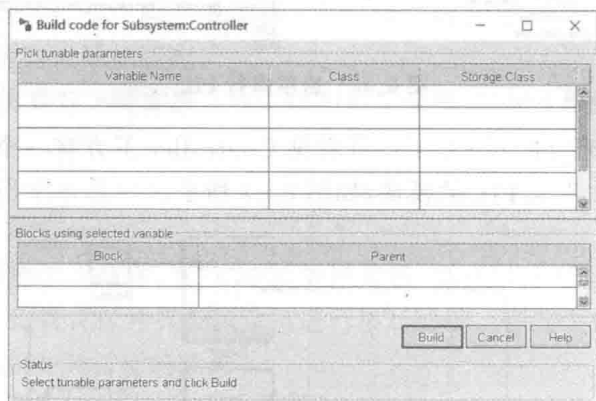 Build code for Subsystem:Controller
Pick tunable parameters
Variable Name Class Storage Class
Blocks using selected variable
Block Parent
Build Cancel Help
Status
Select tunable parameters and click Build